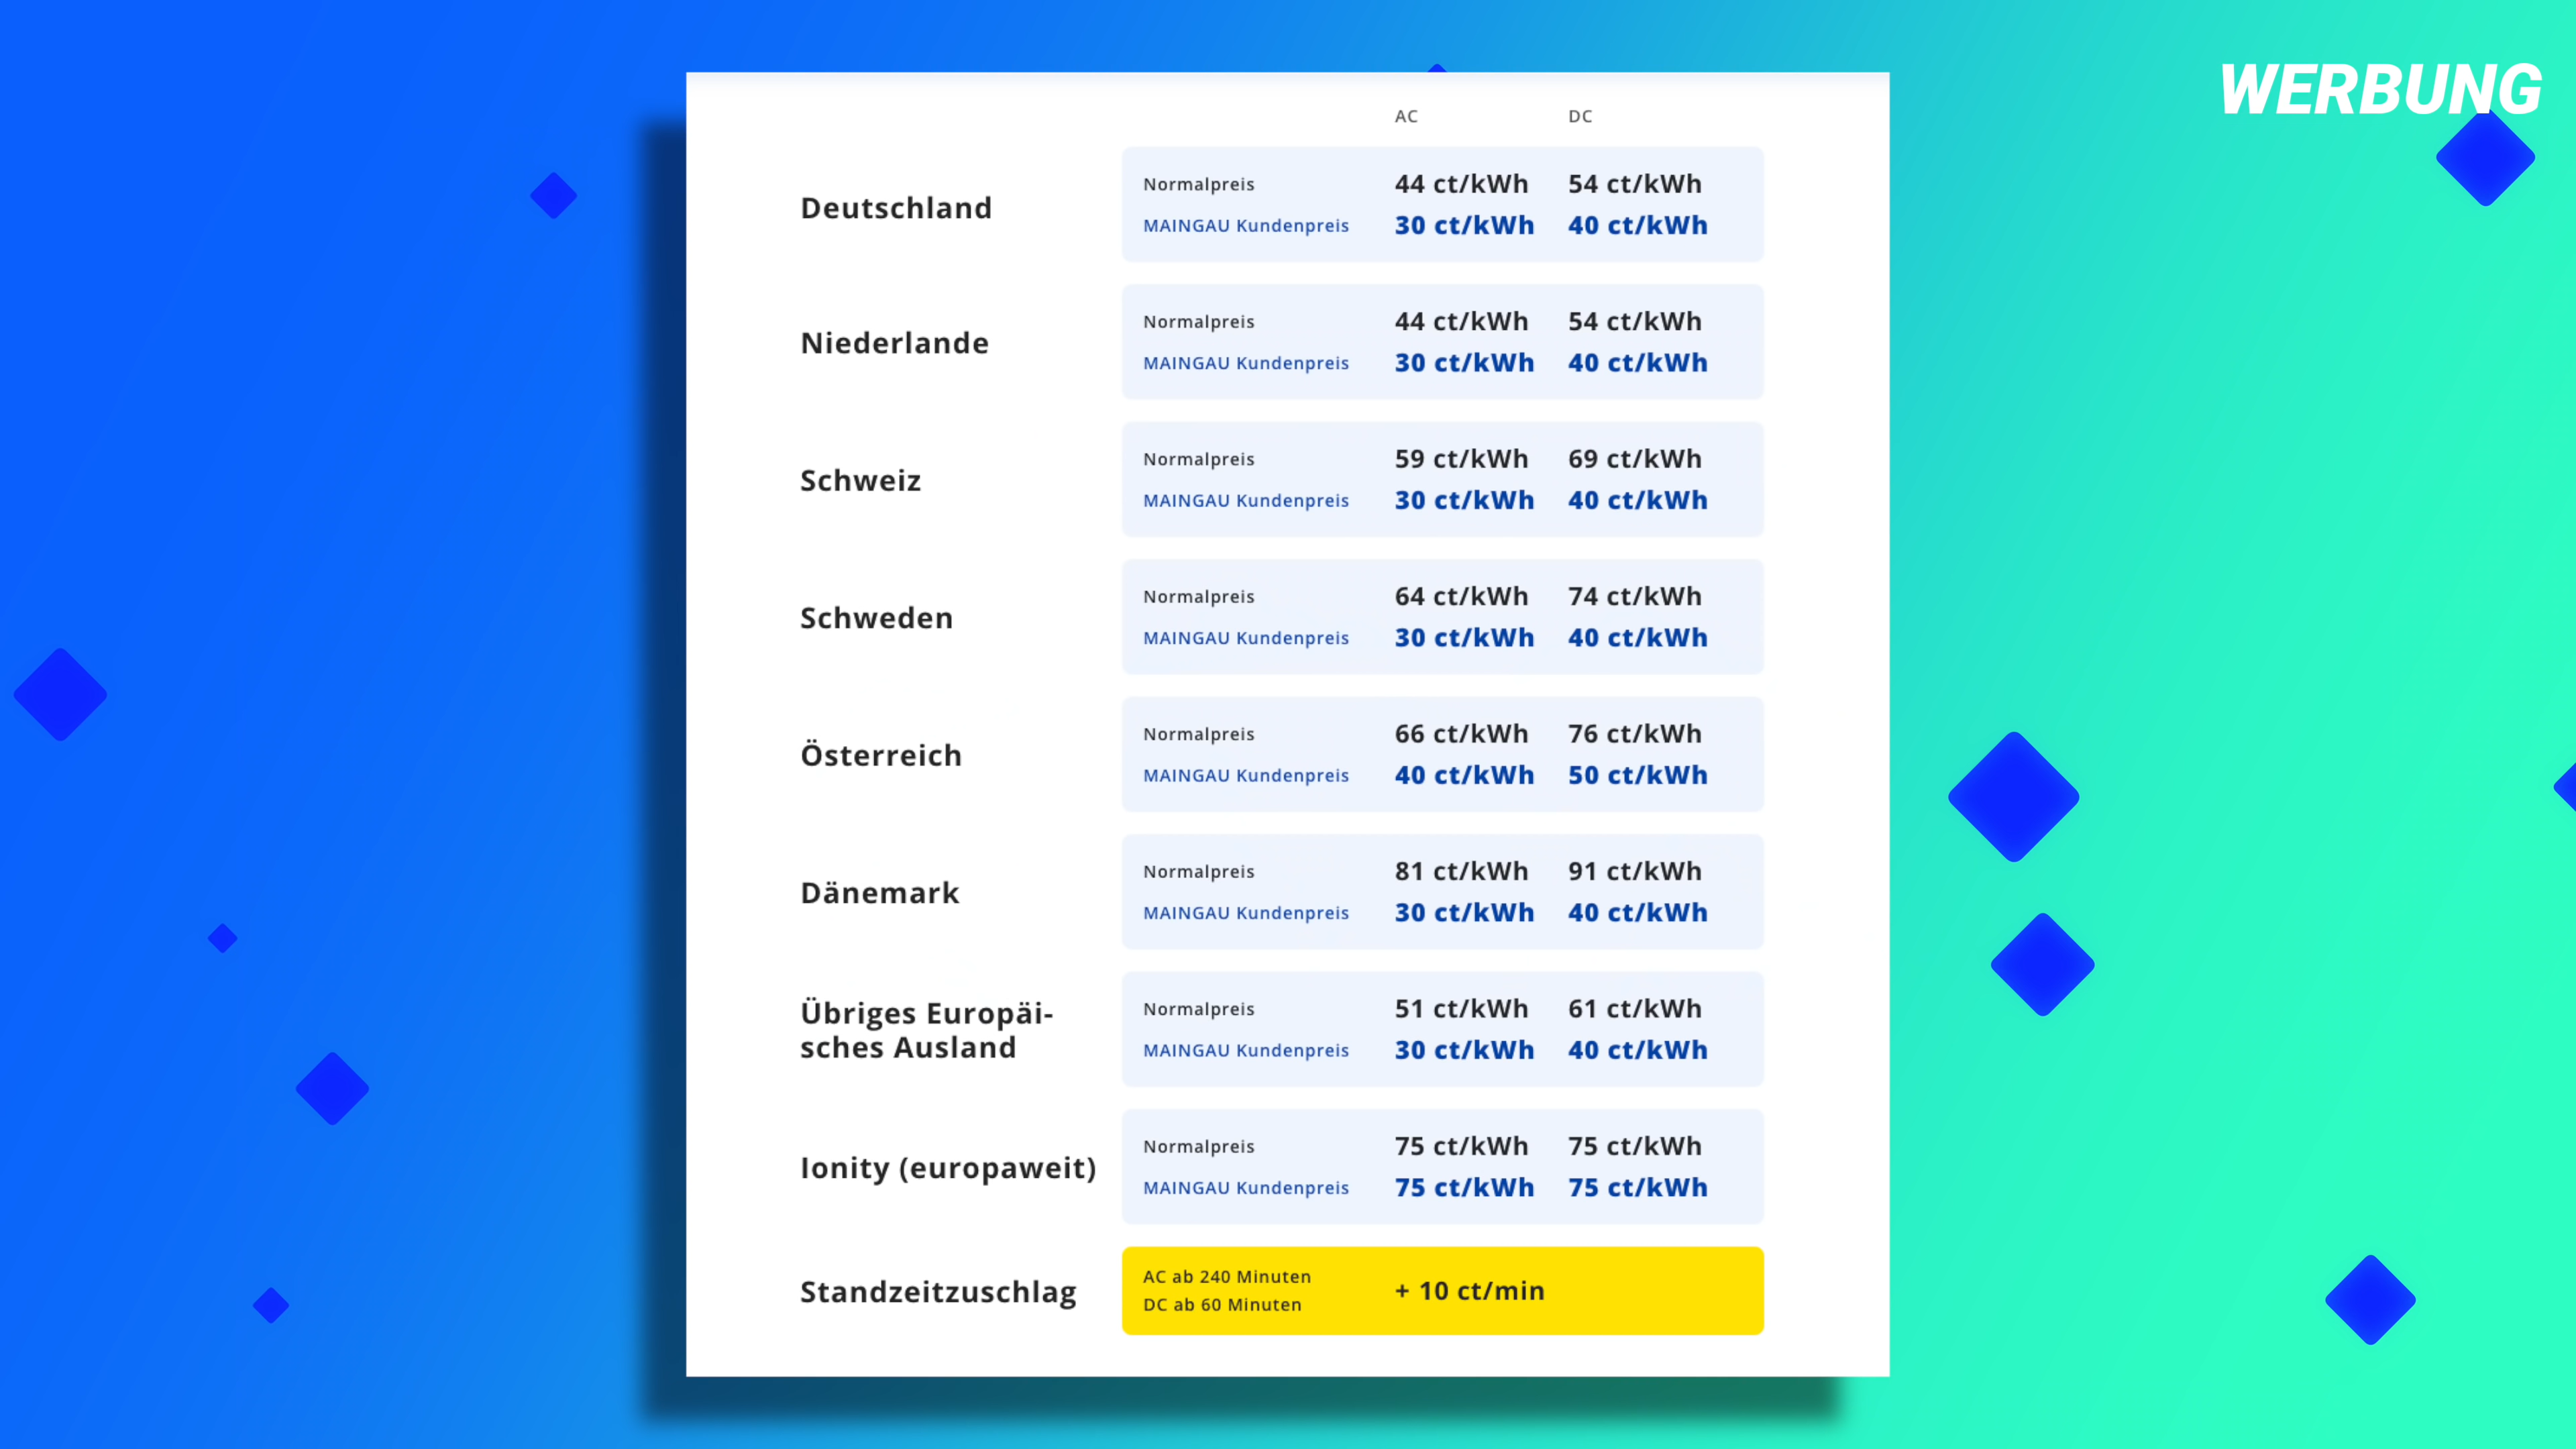 WERBUNG
AC DC
Deutschland
Normalpreis 44 ct/kWh 54 ct/kWh
MAINGAU Kundenpreis 30 ct/kWh 40 ct/kWh
Niederlande
Normalpreis 44 ct/kWh 54 ct/kWh
MAINGAU Kundenpreis 30 ct/kWh 40 ct/kWh
Schweiz
Normalpreis 59 ct/kWh 69 ct/kWh
MAINGAU Kundenpreis 30 ct/kWh 40 ct/kWh
Schweden
Normalpreis 64 ct/kWh 74 ct/kWh
MAINGAU Kundenpreis 30 ct/kWh 40 ct/kWh
Österreich
Normalpreis 66 ct/kWh 76 ct/kWh
MAINGAU Kundenpreis 40 ct/kWh 50 ct/kWh
Dänemark
Normalpreis 81 ct/kWh 91 ct/kWh
MAINGAU Kundenpreis 30 ct/kWh 40 ct/kWh
Übriges Europäi-
sches Ausland
Normalpreis 51 ct/kWh 61 ct/kWh
MAINGAU Kundenpreis 30 ct/kWh 40 ct/kWh
Ionity (europaweit)
Normalpreis 75 ct/kWh 75 ct/kWh
MAINGAU Kundenpreis 75 ct/kWh 75 ct/kWh
Standzeitzuschlag
AC ab 240 Minuten
DC ab 60 Minuten
+ 10 ct/min